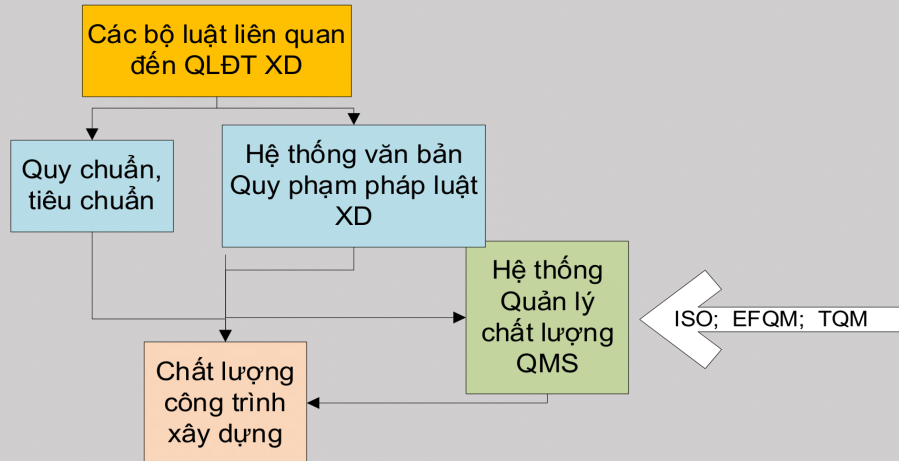 Các bộ luật liên quan
đến QLĐT XD
Quy chuẩn,
tiêu chuẩn
Hệ thống văn bản
Quy phạm pháp luật
XD
Hệ thống
Quản lý
chất lượng
QMS
ISO; EFQM; TQM
Chất lượng
công trình
xây dựng